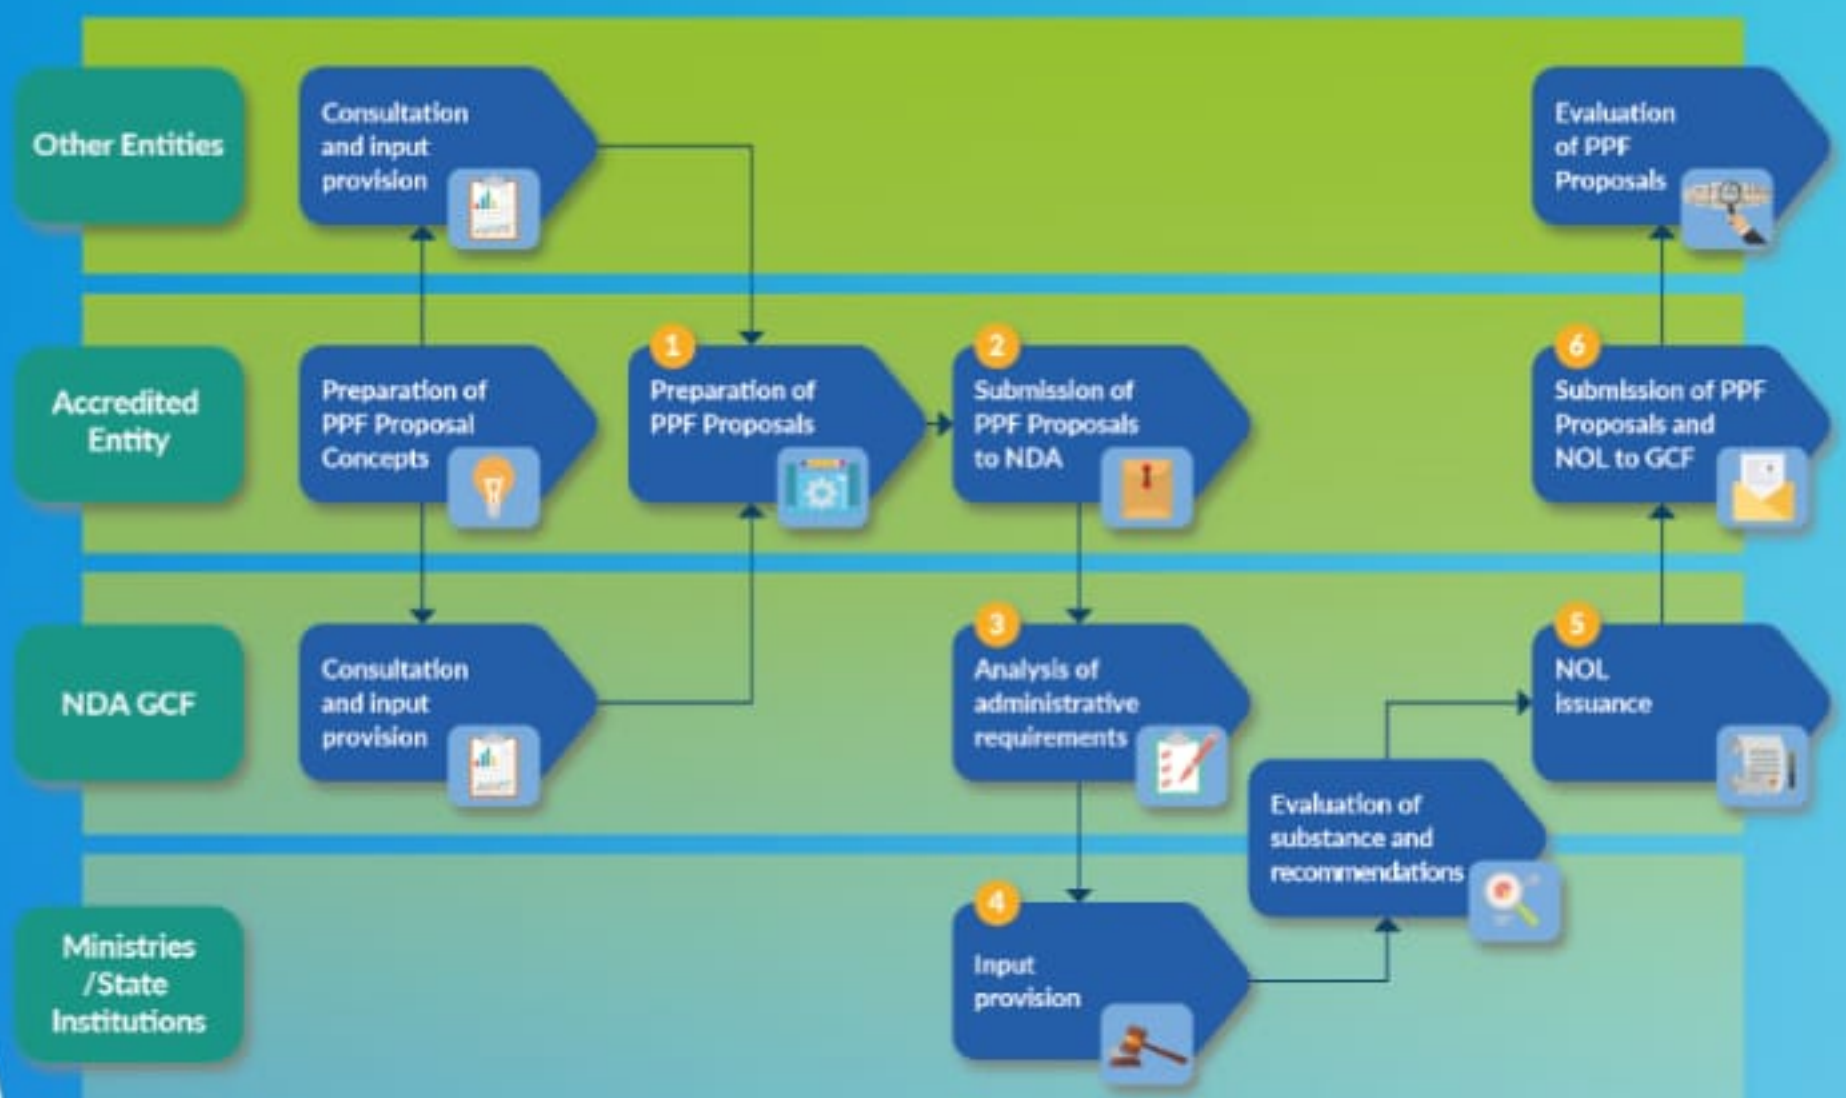 Other Entities
Consultation
and input
provision
Evaluation
of PPF
Proposals
Accredited
Entity
Preparation of
PPF Proposal
Concepts
1
Preparation of
PPF Proposals
2
Submission of
PPF Proposals
to NDA
6
Submission of PPF
Proposals and
NOL to GCF
NDA GCF
Consultation
and input
provision
3
Analysis of
administrative
requirements
Evaluation of
substance and
recommendations
5
NOL
issuance
Ministries
/State
Institutions
4
Input
provision